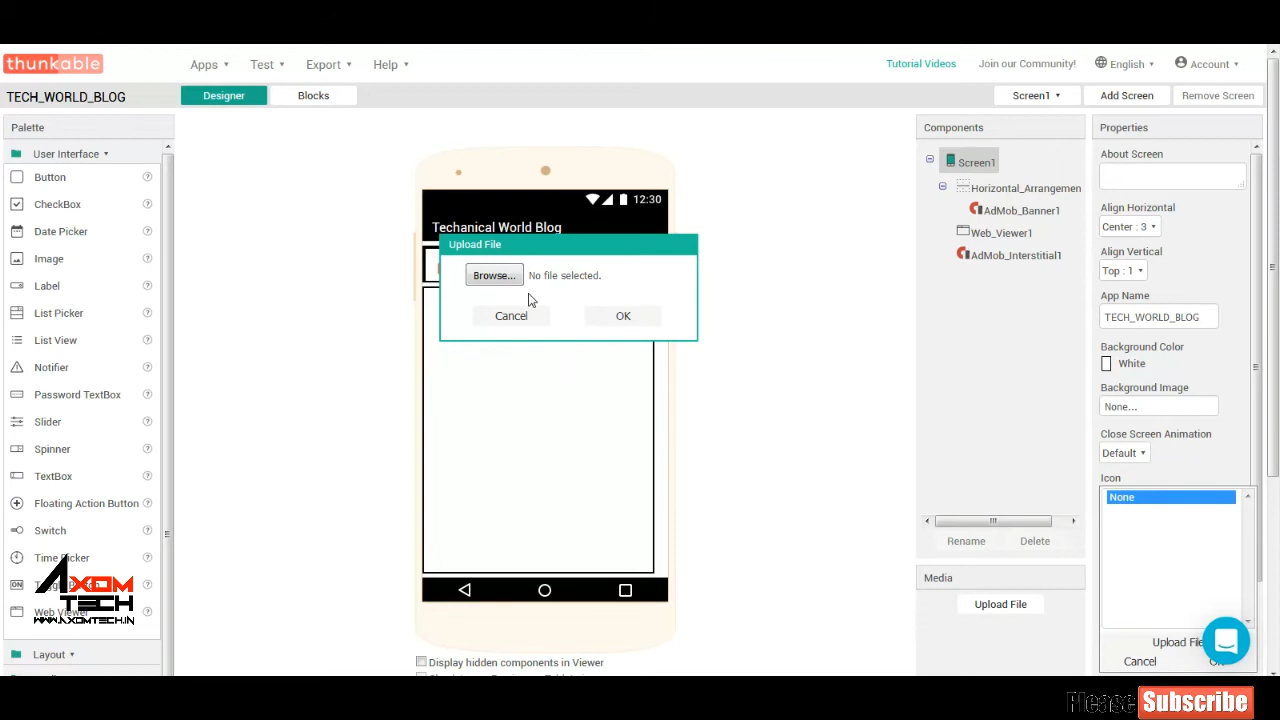 thunkable
Apps
Test
Export
Help
Tutorial Videos
Join our Community!
English
Account
TECH_WORLD_BLOG
Designer
Blocks
Screen1
Add Screen
Remove Screen
Palette
User Interface
Button
CheckBox
Date Picker
Image
Label
List Picker
List View
Notifier
Password TextBox
Slider
Spinner
TextBox
Floating Action Button
Switch
Time Picker
ON
Web Viewer
AXOM
TECH
WWW.AXOMTECH.IN
Layout
12:30
Techanical World Blog
Upload File
Browse...
No file selected.
Cancel
OK
Display hidden components in Viewer
Components
Screen1
Horizontal_Arrangemen
AdMob_Banner1
Web_Viewer1
AdMob_Interstitial1
Rename
Delete
Media
Upload File
Properties
About Screen
Align Horizontal
Center : 3
Align Vertical
Top : 1
App Name
TECH_WORLD_BLOG
Background Color
White
Background Image
None...
Close Screen Animation
Default
Icon
None
Upload File
Cancel
Please Subscribe